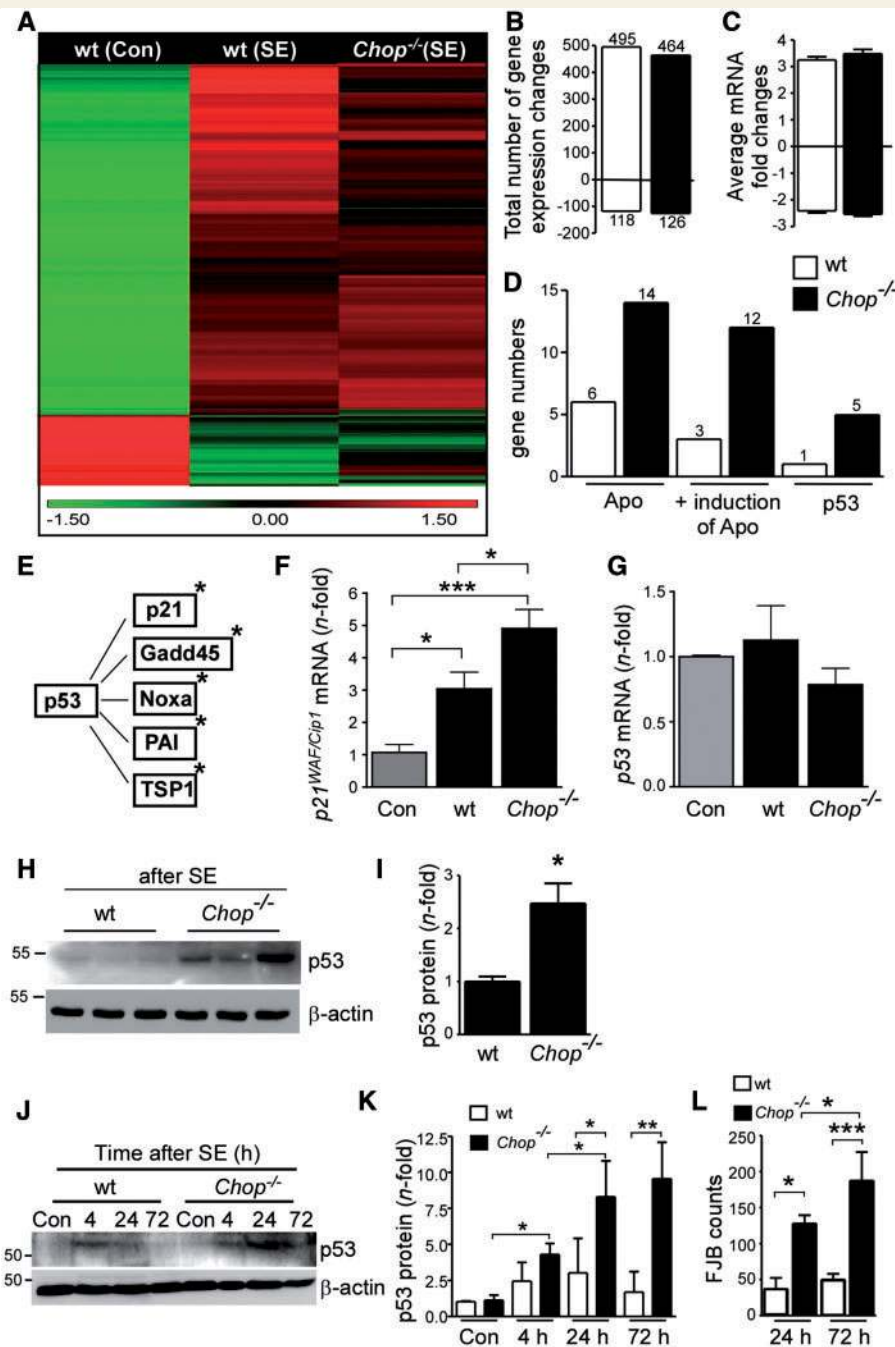 A
wt (Con) wt (SE) Chop-/-(SE)
-1.50 0.00 1.50
B
Total number of gene
expression changes
500
400
300
200
100
0
-100
-200
495 464
118 126
C
Average mRNA
fold changes
4
3
2
1
0
-1
-2
-3
wt
Chop-/-
D
gene numbers
15
10
5
0
6 14 3 12 1 5
Apo + induction of Apo p53
E
p53
p21 *
Gadd45 *
Noxa *
PAI *
TSP1 *
F
p21WAF/Cip1 mRNA (n-fold)
6
5
4
3
2
1
0
*
***
*
Con wt Chop-/-
G
p53 mRNA (n-fold)
1.5
1.0
0.5
0.0
Con wt Chop-/-
H
after SE
wt Chop-/-
55 p53
55 β-actin
I
p53 protein (n-fold)
3
2
1
0
*
wt Chop-/-
J
Time after SE (h)
wt Chop-/-
Con 4 24 72 Con 4 24 72
50 p53
50 β-actin
K
wt
Chop-/-
p53 protein (n-fold)
12.5
10.0
7.5
5.0
2.5
0.0
* * * **
Con 4 h 24 h 72 h
L
wt
Chop-/-
FJB counts
250
200
150
100
50
0
* * ***
24 h 72 h